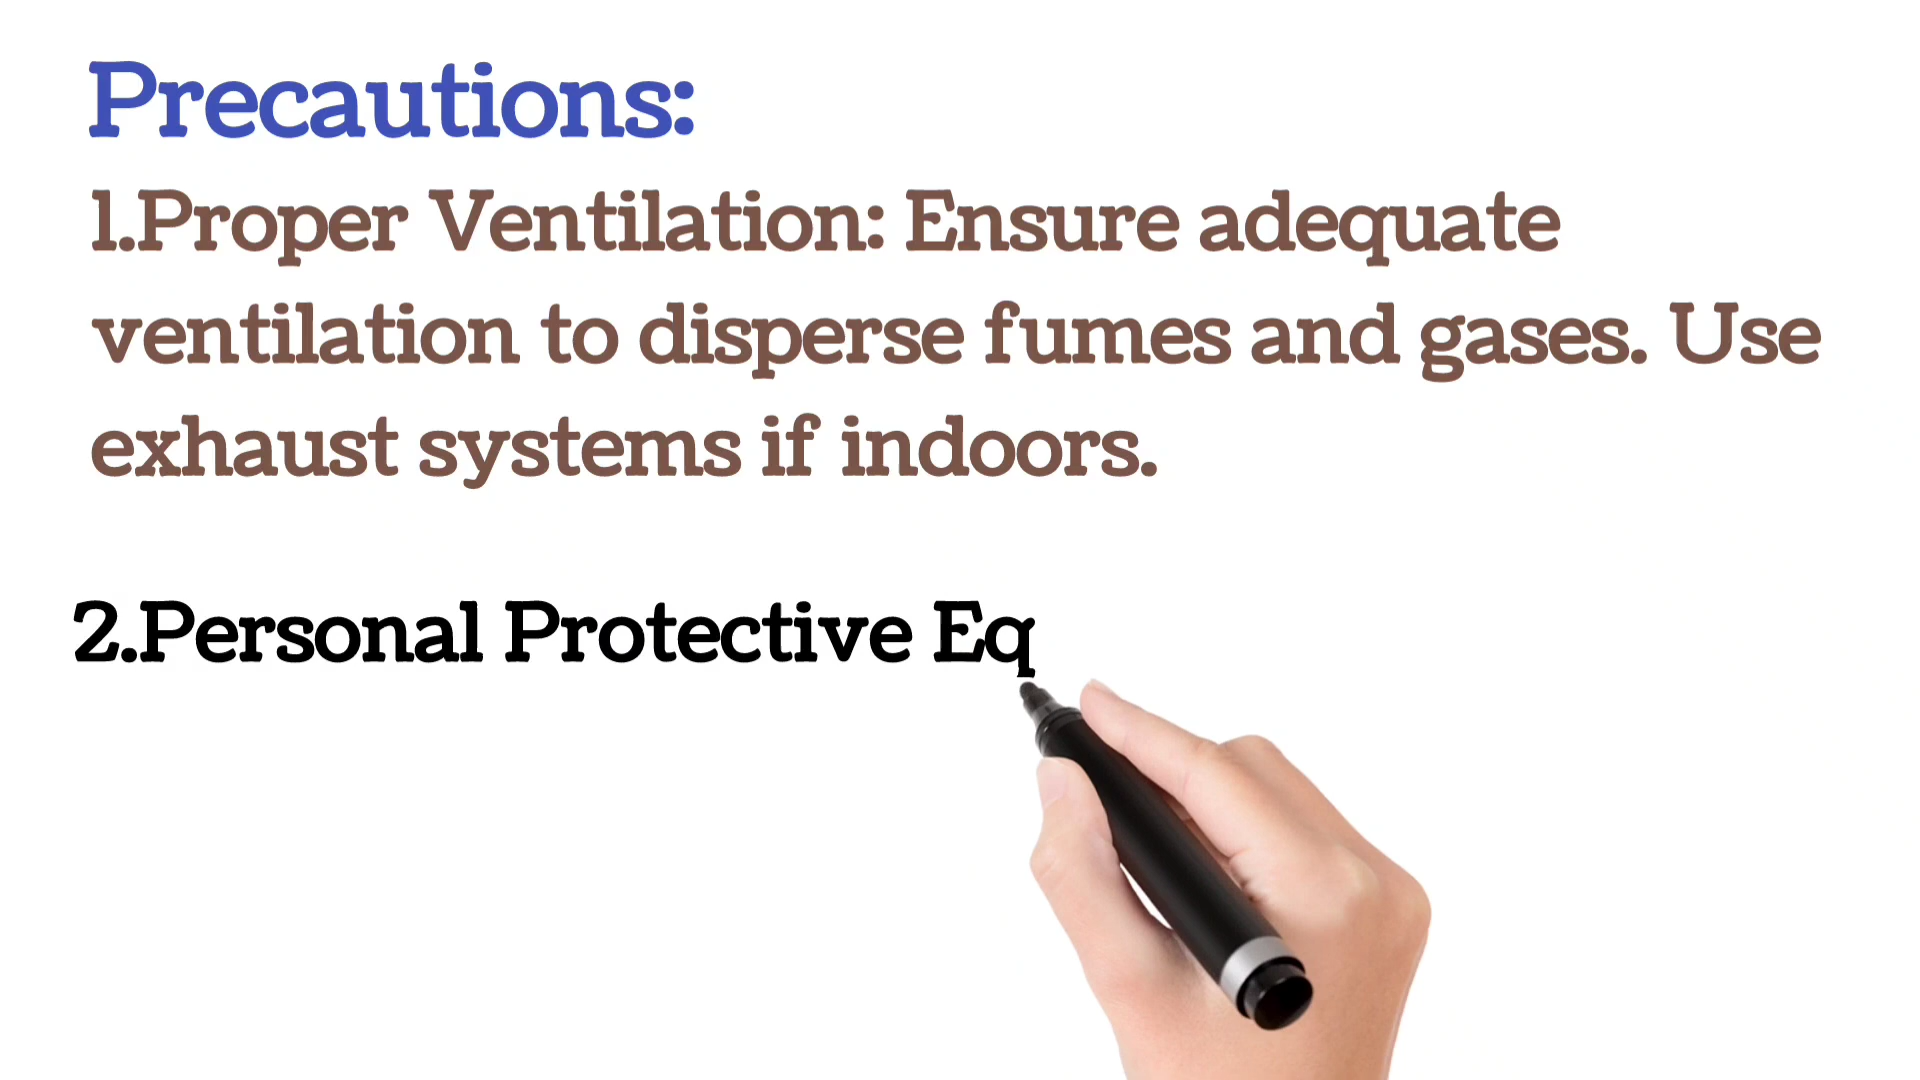 Precautions:
1.Proper Ventilation: Ensure adequate
ventilation to disperse fumes and gases. Use
exhaust systems if indoors.
2.Personal Protective Eq